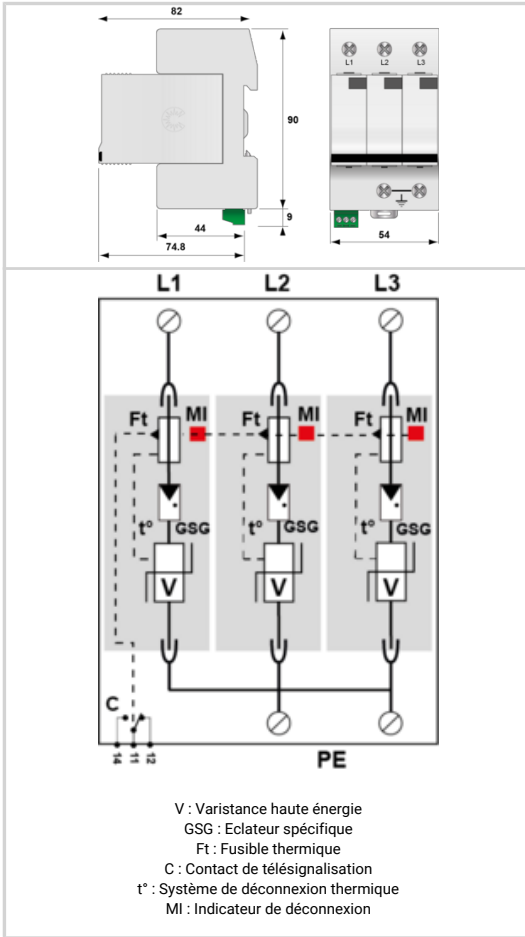 82
L1 L2 L3
90
9
44
74.8
54
L1 L2 L3
Ft MI Ft MI Ft MI
t° GSG t° GSG t° GSG
V V V
C
14 11 12
PE
V : Varistance haute énergie
GSG : Eclateur spécifique
Ft : Fusible thermique
C : Contact de télésignalisation
t° : Système de déconnexion thermique
MI : Indicateur de déconnexion